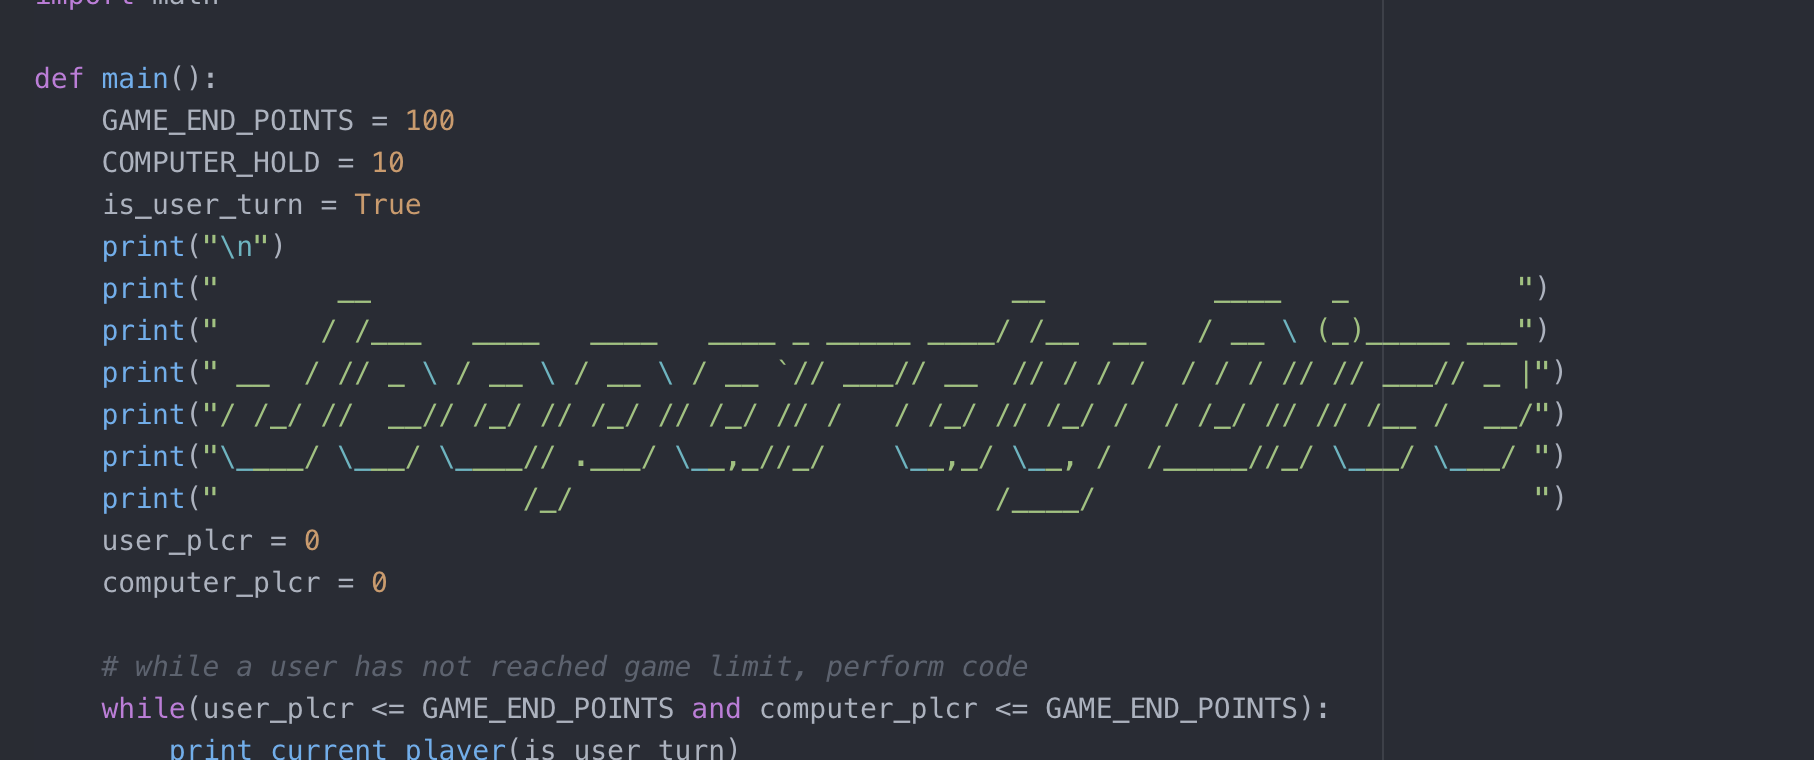 import math
def main():
    GAME_END_POINTS = 100
    COMPUTER_HOLD = 10
    is_user_turn = True
    print("\n")
    print("       __                                      __          ____   _          ")
    print("      / /___   ____   ____   ____ _ _____ ____/ /__  __   / __ \ (_)_____ ___")
    print(" __  / // _ \ / __ \ / __ \ / __ `// ___// __  // / / /  / / / // // ___// _ |")
    print("/ /_/ //  __// /_/ // /_/ // /_/ // /   / /_/ // /_/ /  / /_/ // // /__ /  __/")
    print("\____/ \___/ \____// .___/ \__,_//_/    \__,_/ \__, /  /_____//_/ \___/ \___/ ")
    print("                  /_/                         /____/                          ")
    user_plcr = 0
    computer_plcr = 0
    # while a user has not reached game limit, perform code
    while(user_plcr <= GAME_END_POINTS and computer_plcr <= GAME_END_POINTS):
        print_current_player(is_user_turn)